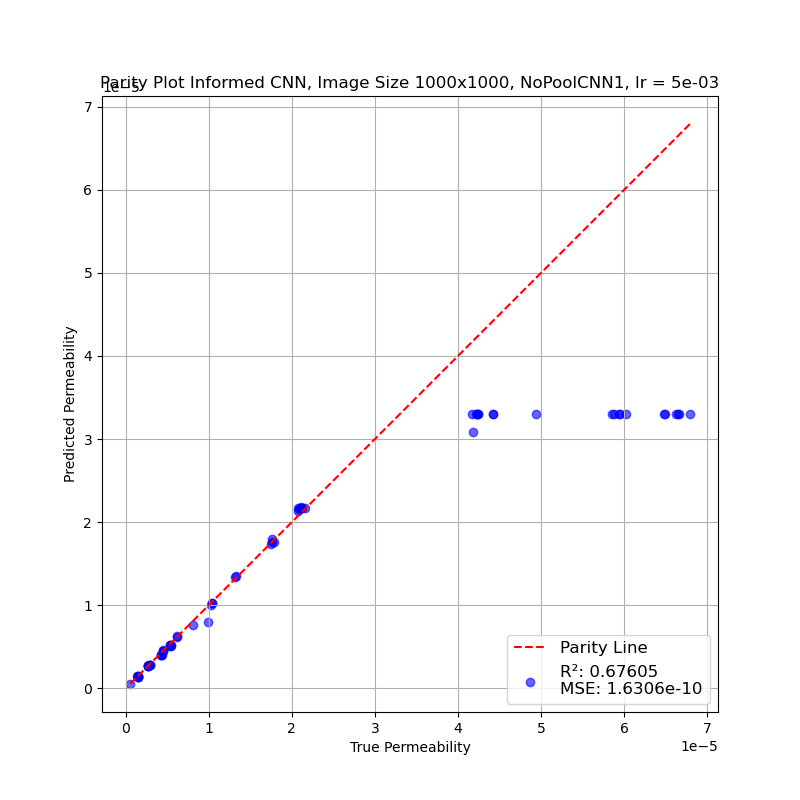 Parity Plot Informed CNN, Image Size 1000x1000, NoPoolCNN1, lr = 5e-03
1e−5
7
6
5
4
3
2
1
0
Predicted Permeability
Parity Line
R²: 0.67605
MSE: 1.6306e-10
0 1 2 3 4 5 6 7
True Permeability
1e−5